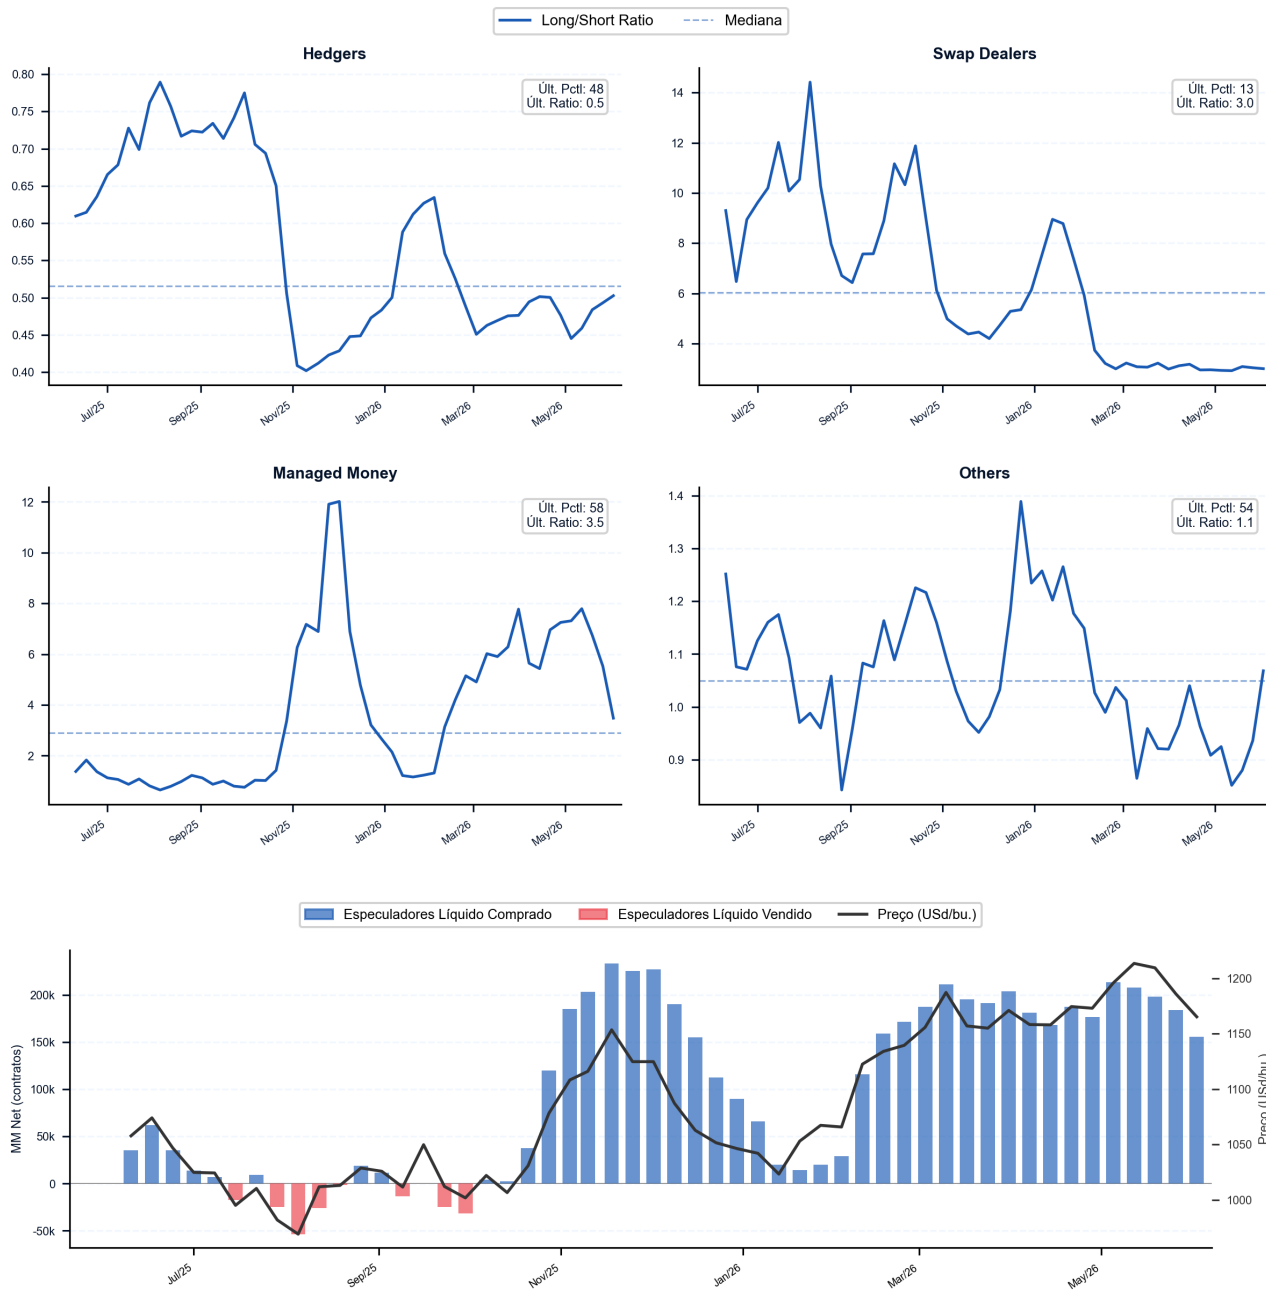 Long/Short Ratio
Mediana
Hedgers
Últ. Pctl: 48
Últ. Ratio: 0.5
0.80
0.75
0.70
0.65
0.60
0.55
0.50
0.45
0.40
Jul/25
Sep/25
Nov/25
Jan/26
Mar/26
May/26
Swap Dealers
Últ. Pctl: 13
Últ. Ratio: 3.0
14
12
10
8
6
4
Jul/25
Sep/25
Nov/25
Jan/26
Mar/26
May/26
Managed Money
Últ. Pctl: 58
Últ. Ratio: 3.5
12
10
8
6
4
2
Jul/25
Sep/25
Nov/25
Jan/26
Mar/26
May/26
Others
Últ. Pctl: 54
Últ. Ratio: 1.1
1.4
1.3
1.2
1.1
1.0
0.9
Jul/25
Sep/25
Nov/25
Jan/26
Mar/26
May/26
Especuladores Líquido Comprado
Especuladores Líquido Vendido
Preço (USd/bu.)
MM Net (contratos)
200k
150k
100k
50k
0
-50k
1200
1150
1100
1050
1000
Preço (USd/bu.)
Jul/25
Sep/25
Nov/25
Jan/26
Mar/26
May/26